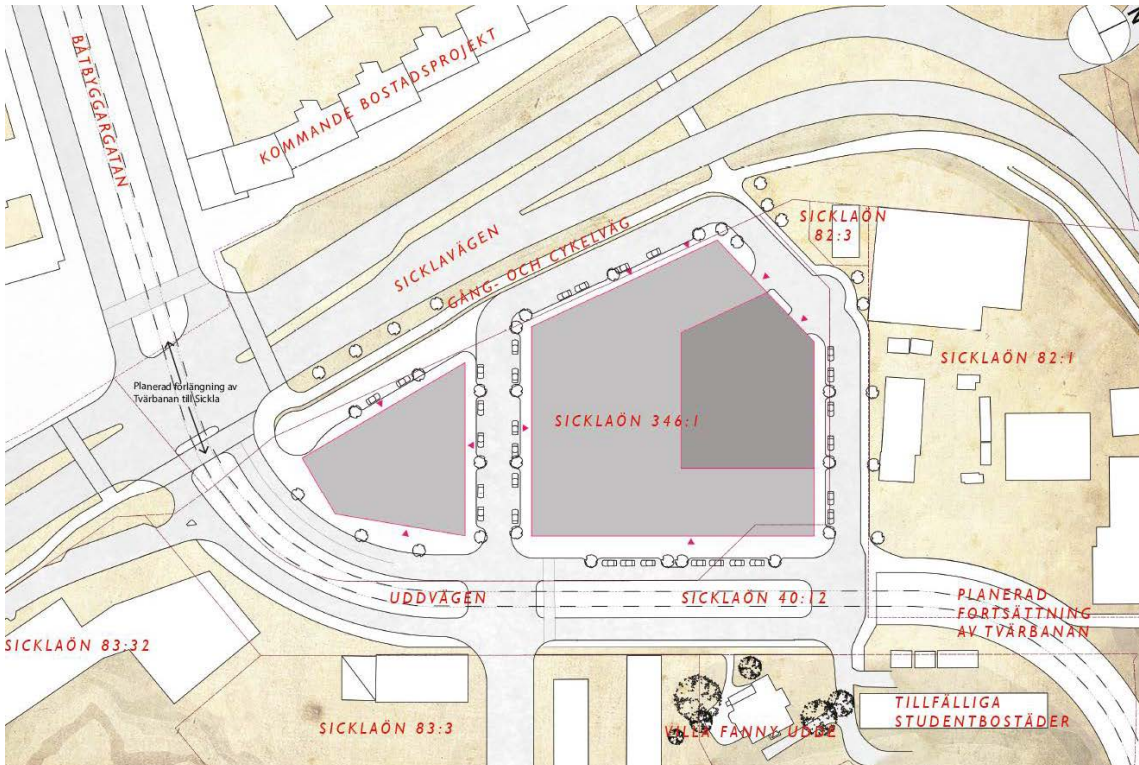 N
BÅTBYGGARGATAN
KOMMANDE BOSTADSPROJEKT
SICKLAVÄGEN
GÅNG- OCH CYKELVÄG
SICKLAÖN
82:3
SICKLAÖN 82:1
Planerad förlängning av
Tvärbanan till Sickla
SICKLAÖN 346:1
UDDVÄGEN
SICKLAÖN 40:12
PLANERAD
FORTSÄTTNING
AV TVÄRBANAN
SICKLAÖN 83:32
SICKLAÖN 83:3
VILLA FANNY UDDE
TILLFÄLLIGA
STUDENTBOSTÄDER